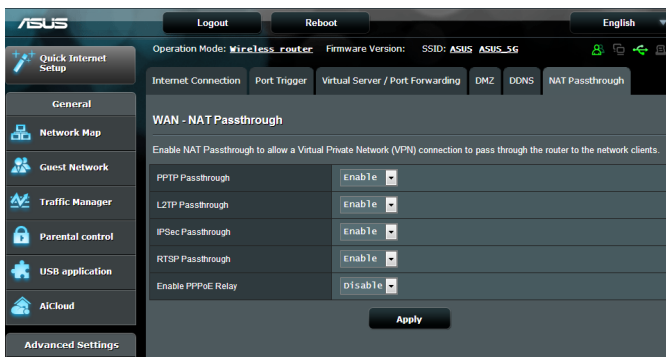 ASUS
Logout
Reboot
English
Operation Mode: Wireless router Firmware Version: SSID: ASUS ASUS_5G
Quick Internet Setup
Internet Connection
Port Trigger
Virtual Server / Port Forwarding
DMZ
DDNS
NAT Passthrough
General
Network Map
Guest Network
Traffic Manager
Parental control
USB application
AiCloud
Advanced Settings
WAN - NAT Passthrough
Enable NAT Passthrough to allow a Virtual Private Network (VPN) connection to pass through the router to the network clients.
PPTP Passthrough Enable
L2TP Passthrough Enable
IPSec Passthrough Enable
RTSP Passthrough Enable
Enable PPPoE Relay Disable
Apply